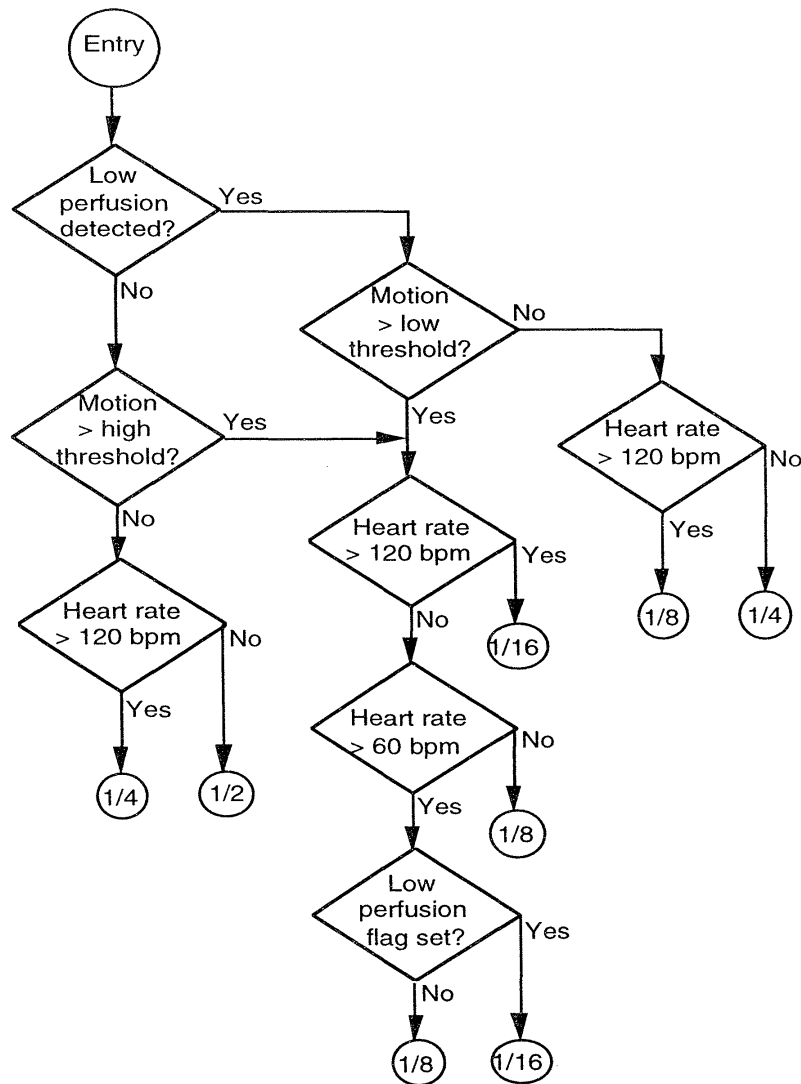 Entry
Low
perfusion
detected?
Yes
No
Motion
> low
threshold?
No
Yes
Motion
> high
threshold?
Yes
No
Heart rate
> 120 bpm
No
Yes
1/8
1/4
Heart rate
> 120 bpm
Yes
No
1/16
Heart rate
> 120 bpm
No
Yes
1/4
1/2
Heart rate
> 60 bpm
No
Yes
1/8
Low
perfusion
flag set?
Yes
No
1/8
1/16